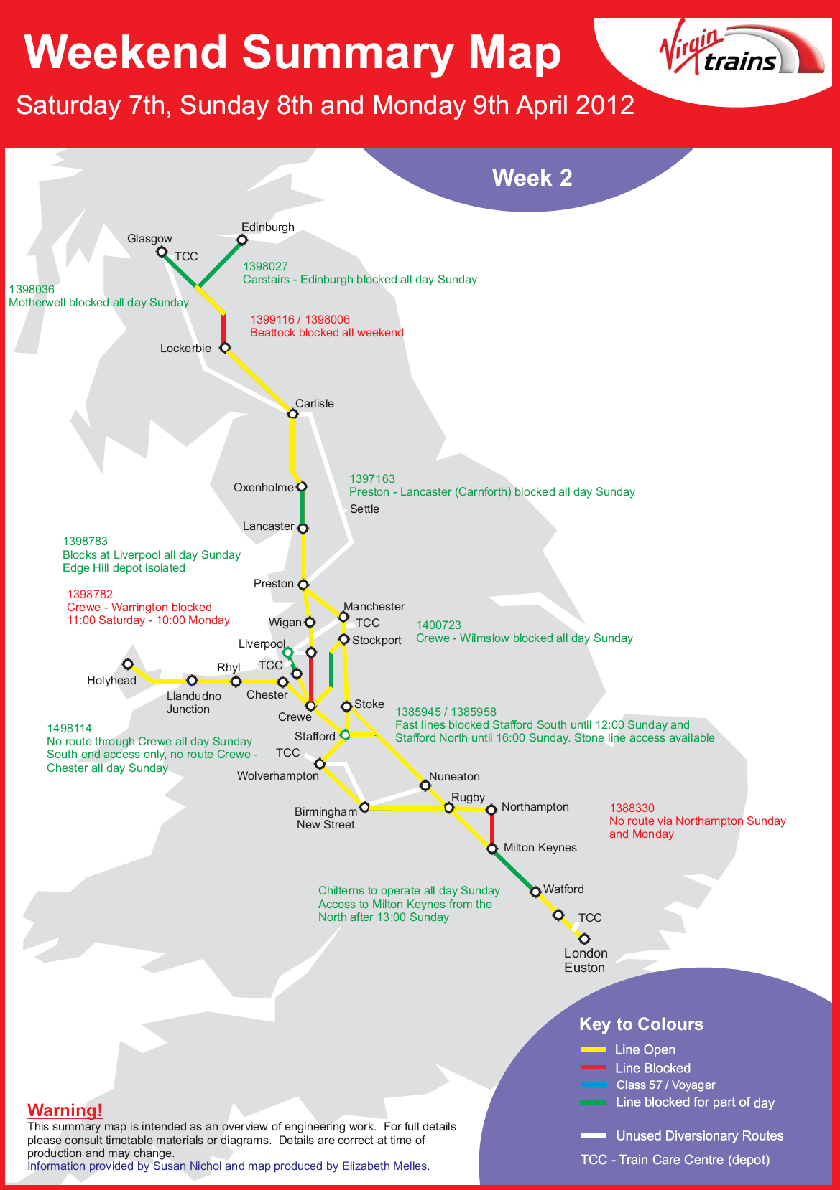 Weekend Summary Map
Virgin
trains
Saturday 7th, Sunday 8th and Monday 9th April 2012
Week 2
Edinburgh
Glasgow
TCC
1398027
Carstairs - Edinburgh blocked all day Sunday
1398036
Motherwell blocked all day Sunday
1399116 / 1398006
Beattock blocked all weekend
Lockerbie
Carlisle
1397163
Preston - Lancaster (Carnforth) blocked all day Sunday
Oxenholme
Settle
Lancaster
1398783
Blocks at Liverpool all day Sunday
Edge Hill depot isolated
Preston
1398782
Crewe - Warrington blocked
11:00 Saturday - 10:00 Monday
Manchester
TCC
Wigan
1400723
Crewe - Wilmslow blocked all day Sunday
Stockport
Liverpool
TCC
Rhyl
Holyhead
Llandudno
Junction
Chester
Stoke
Crewe
1385945 / 1385958
Fast lines blocked Stafford South until 12:00 Sunday and
Stafford North until 16:00 Sunday. Stone line access available
1498114
No route through Crewe all day Sunday
South end access only, no route Crewe -
Chester all day Sunday
Stafford
TCC
Wolverhampton
Nuneaton
Rugby
Birmingham
New Street
Northampton
1388330
No route via Northampton Sunday
and Monday
Milton Keynes
Chilterns to operate all day Sunday
Access to Milton Keynes from the
North after 13:00 Sunday
Watford
TCC
London
Euston
Key to Colours
Line Open
Line Blocked
Class 57 / Voyager
Line blocked for part of day
Unused Diversionary Routes
TCC - Train Care Centre (depot)
Warning!
This summary map is intended as an overview of engineering work. For full details
please consult timetable materials or diagrams. Details are correct at time of
production and may change.
Information provided by Susan Nichol and map produced by Elizabeth Melles.